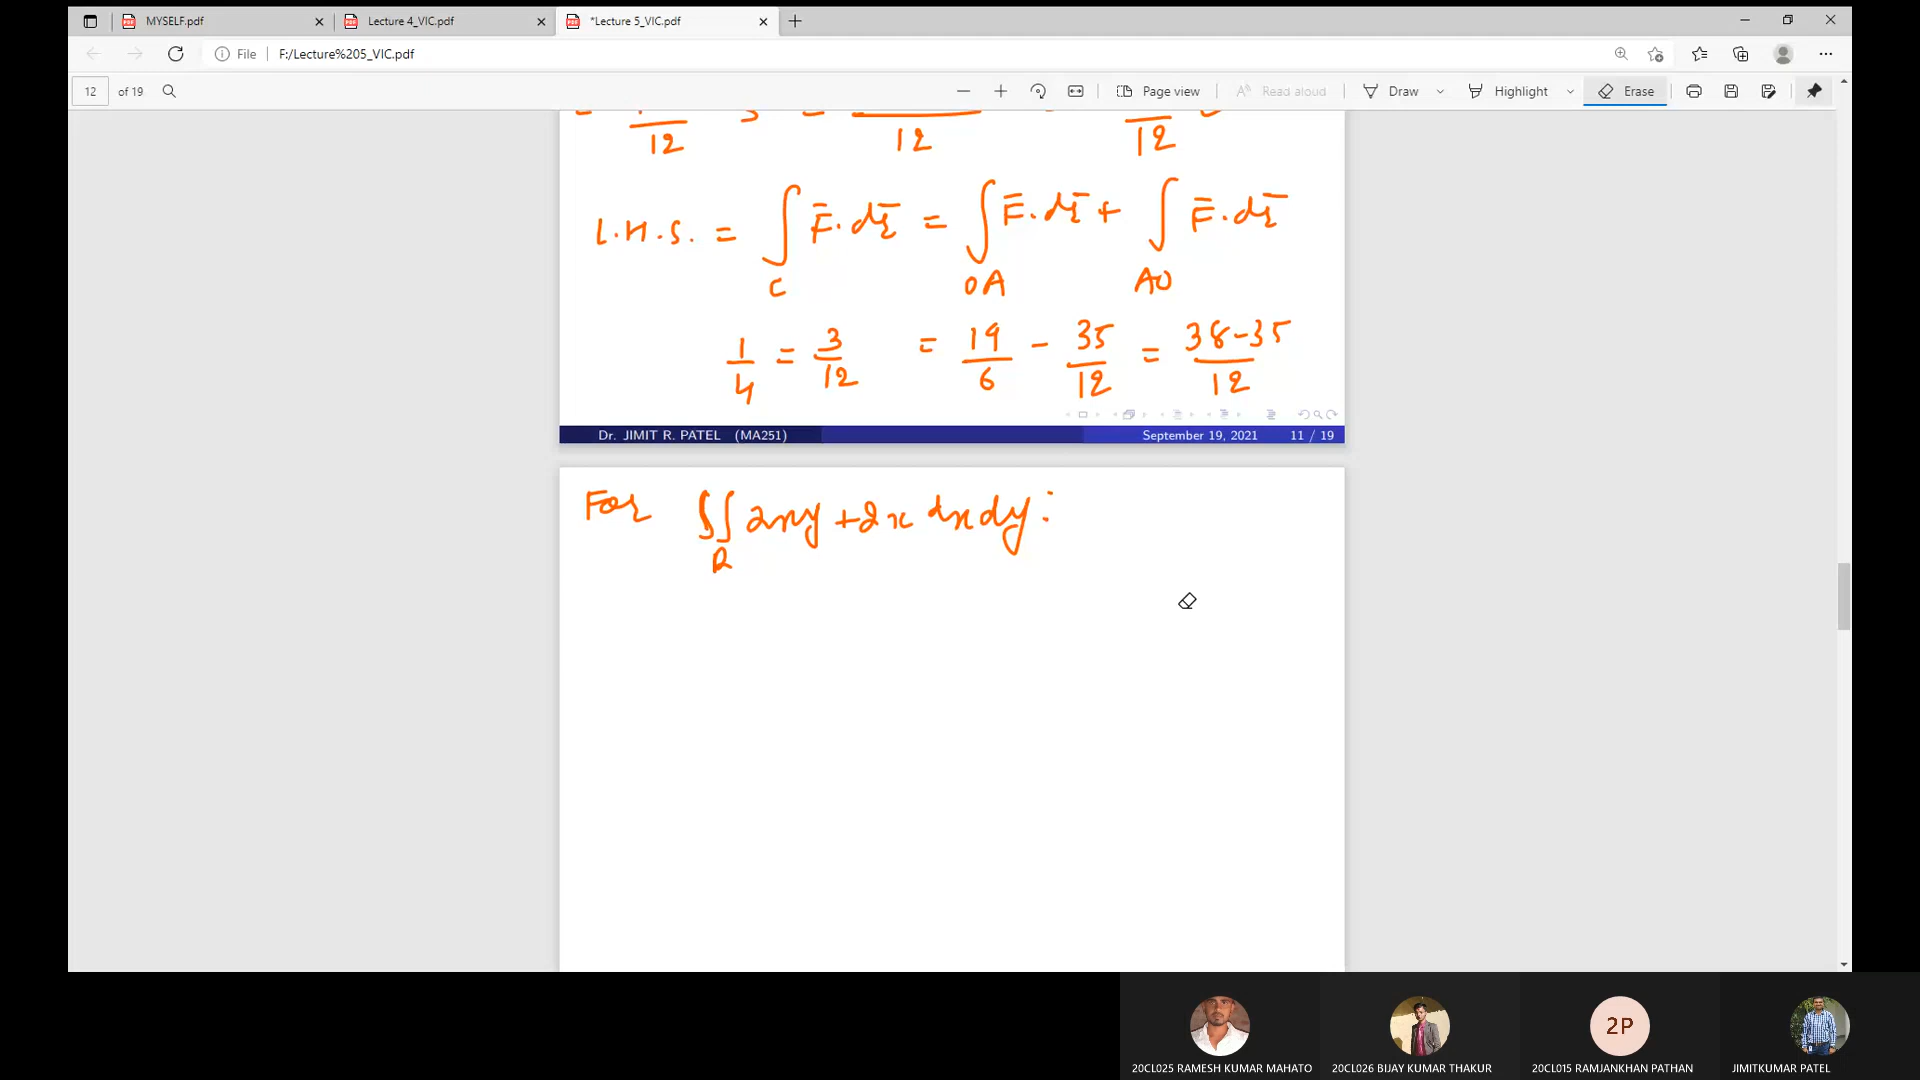 MYSELF.pdf
Lecture 4_VIC.pdf
*Lecture 5_VIC.pdf
File F:/Lecture%205_VIC.pdf
12 of 19
Page view
Read aloud
Draw
Highlight
Erase
12 12 12
L.H.S. = ∫ F̄.dr̄ = ∫ F̄.dr̄ + ∫ F̄.dr̄
C OA AO
1/4 = 3/12 = 19/6 - 35/12 = 38-35/12
Dr. JIMIT R. PATEL (MA251) September 19, 2021 11 / 19
For ∬ 2xy + 2x dx dy :
R
2P
20CL025 RAMESH KUMAR MAHATO
20CL026 BIJAY KUMAR THAKUR
20CL015 RAMJANKHAN PATHAN
JIMITKUMAR PATEL